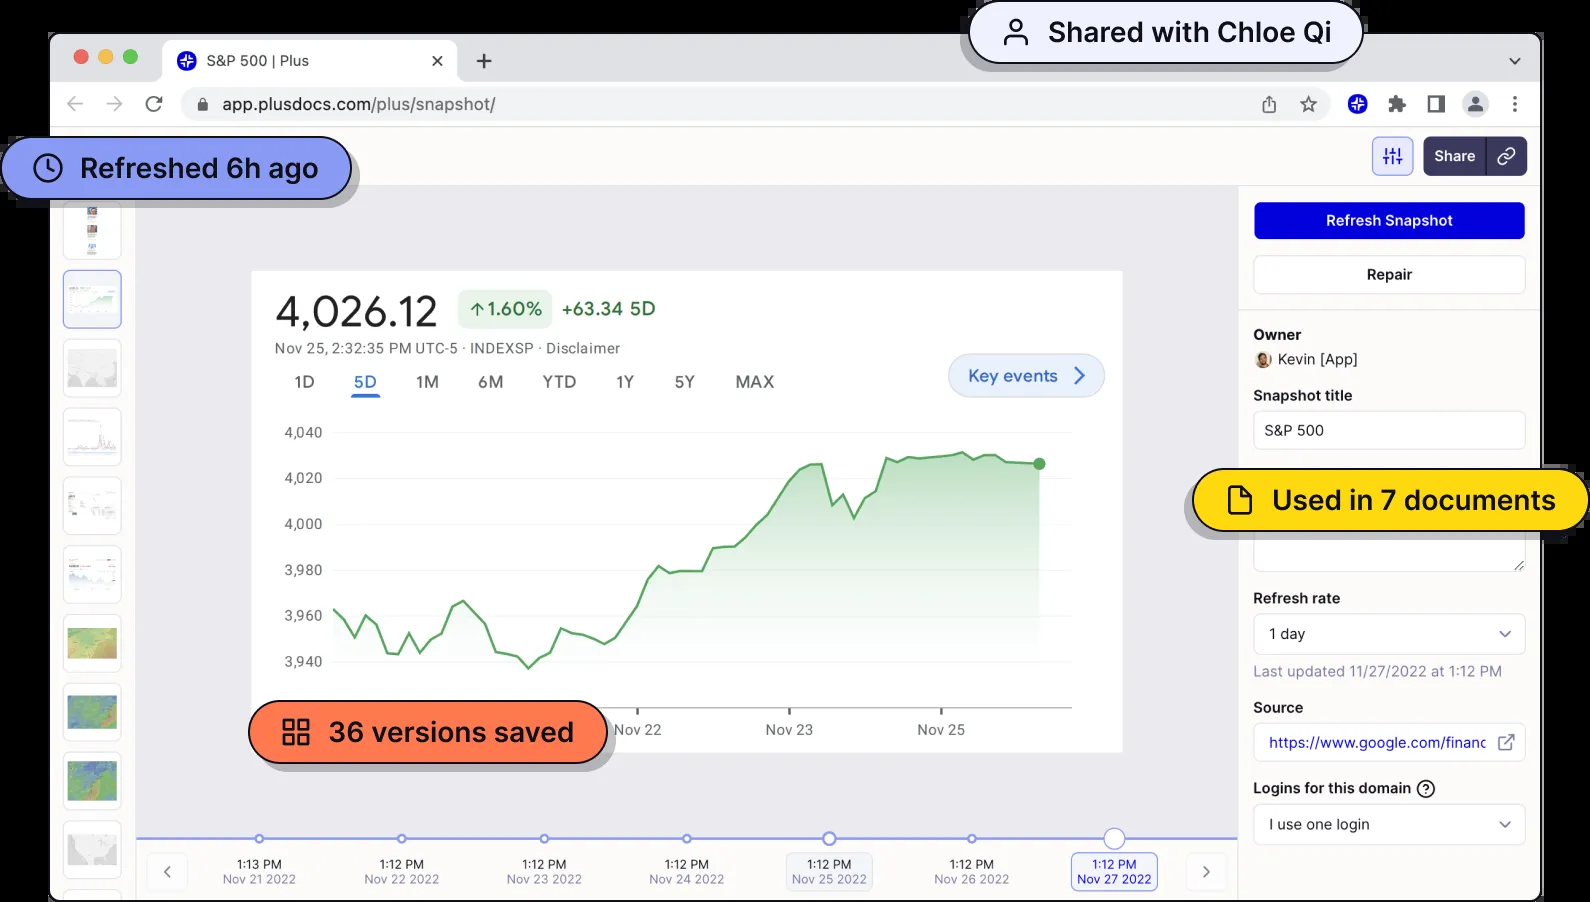 Shared with Chloe Qi
S&P 500 | Plus
app.plusdocs.com/plus/snapshot/
Refreshed 6h ago
Share
Refresh Snapshot
Repair
4,026.12
↑1.60%
+63.34 5D
Nov 25, 2:32:35 PM UTC-5 · INDEXSP · Disclaimer
1D 5D 1M 6M YTD 1Y 5Y MAX
Key events
4,040
4,020
4,000
3,980
3,960
3,940
Nov 22
Nov 23
Nov 25
36 versions saved
Owner
Kevin [App]
Snapshot title
S&P 500
Used in 7 documents
Refresh rate
1 day
Last updated 11/27/2022 at 1:12 PM
Source
https://www.google.com/financ
Logins for this domain
I use one login
1:13 PM
Nov 21 2022
1:12 PM
Nov 22 2022
1:12 PM
Nov 23 2022
1:12 PM
Nov 24 2022
1:12 PM
Nov 25 2022
1:12 PM
Nov 26 2022
1:12 PM
Nov 27 2022